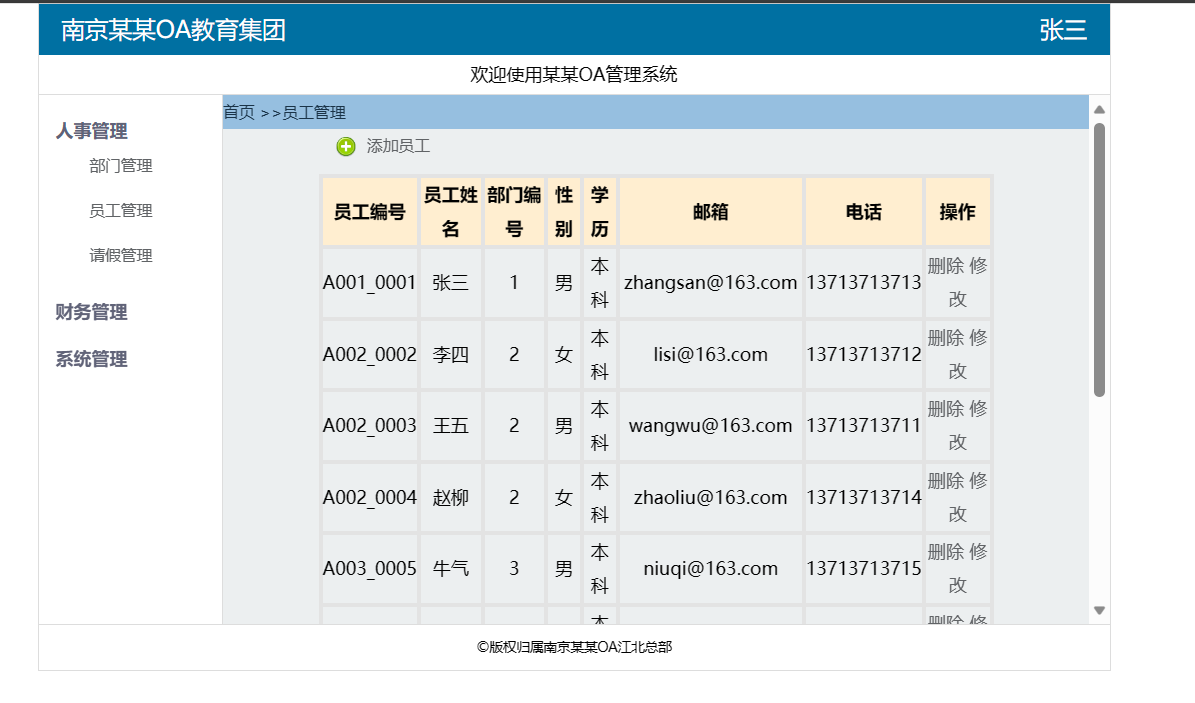 南京某某OA教育集团 张三
欢迎使用某某OA管理系统
人事管理
部门管理
员工管理
请假管理
财务管理
系统管理
首页 >>员工管理
添加员工
员工编号 员工姓名 部门编号 性别 学历 邮箱 电话 操作
A001_0001 张三 1 男 本科 zhangsan@163.com 13713713713 删除 修改
A002_0002 李四 2 女 本科 lisi@163.com 13713713712 删除 修改
A002_0003 王五 2 男 本科 wangwu@163.com 13713713711 删除 修改
A002_0004 赵柳 2 女 本科 zhaoliu@163.com 13713713714 删除 修改
A003_0005 牛气 3 男 本科 niuqi@163.com 13713713715 删除 修改
©版权归属南京某某OA江北总部